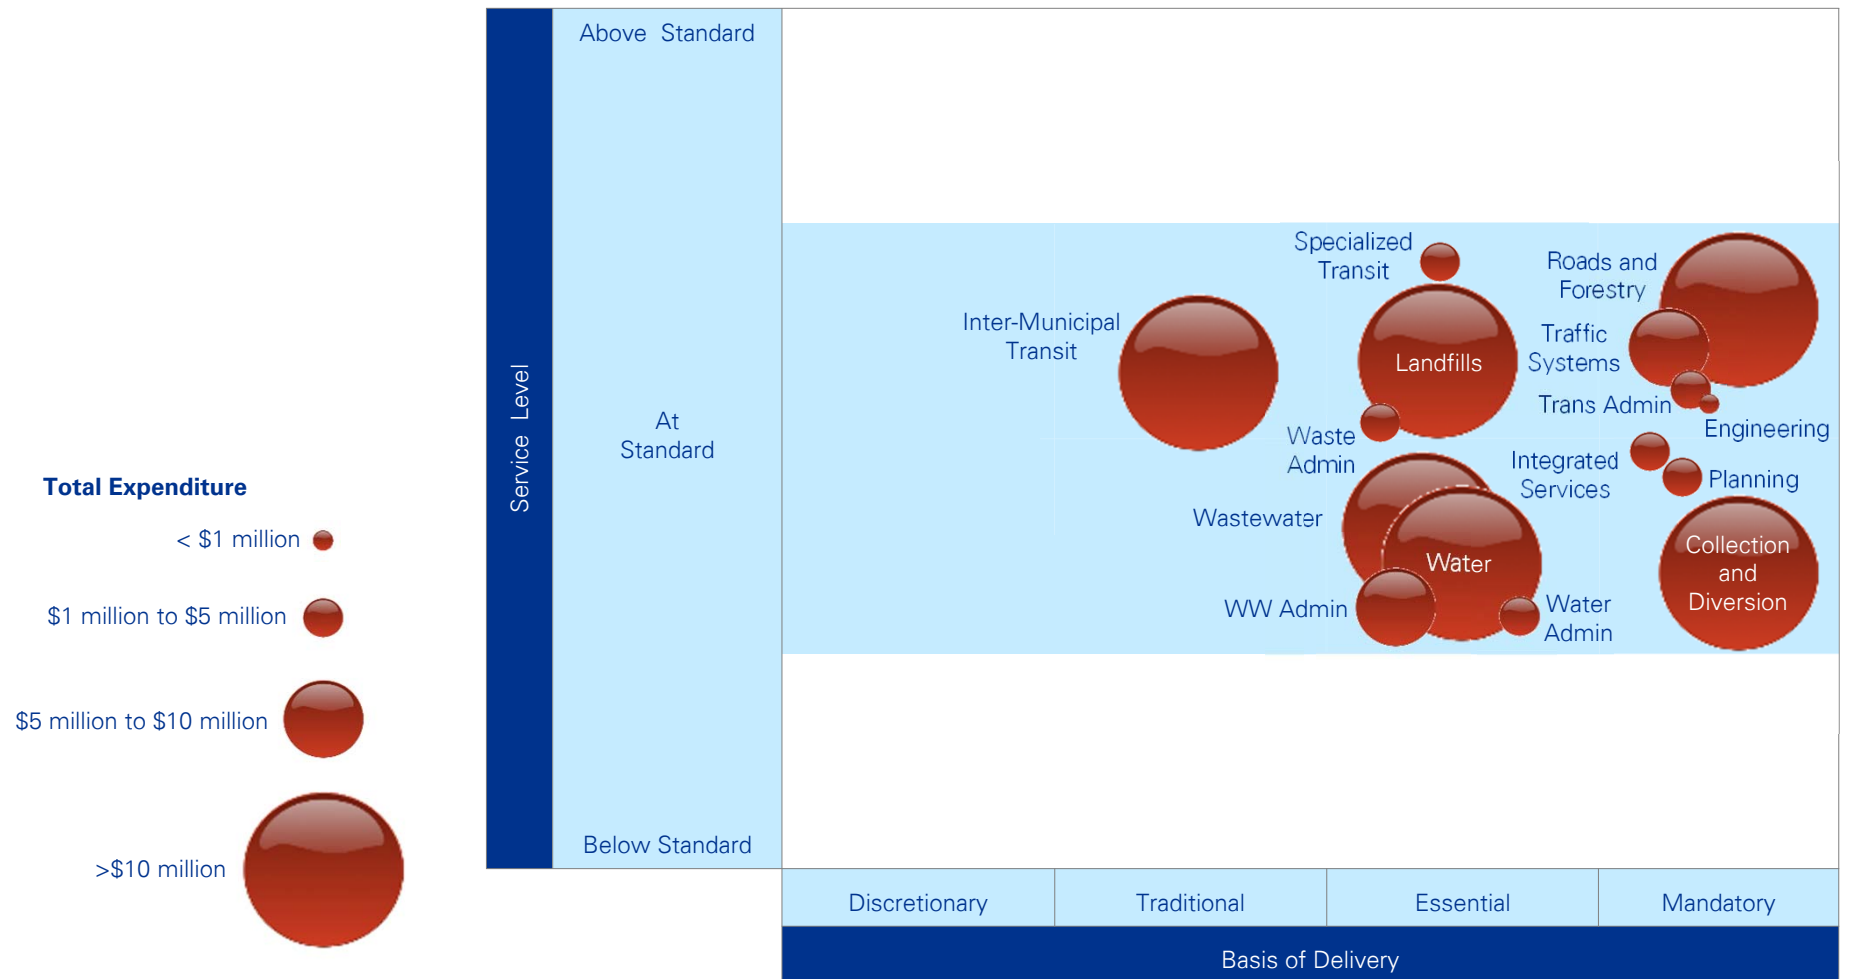 Above Standard
Service Level
At
Standard
Below Standard
Total Expenditure
< $1 million
$1 million to $5 million
$5 million to $10 million
>$10 million
Inter-Municipal
Transit
Specialized
Transit
Landfills
Waste
Admin
Wastewater
Water
WW Admin
Water
Admin
Roads and
Forestry
Traffic
Systems
Trans Admin
Engineering
Integrated
Services
Planning
Collection
and
Diversion
Discretionary
Traditional
Essential
Mandatory
Basis of Delivery